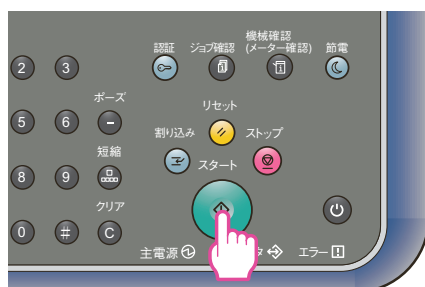 認証 ジョブ確認 機械確認 (メーター確認) 節電
2 3
ポーズ
リセット
5 6 -
割り込み ストップ
短縮
スタート
8 9
クリア
0 # C
主電源 タ エラー